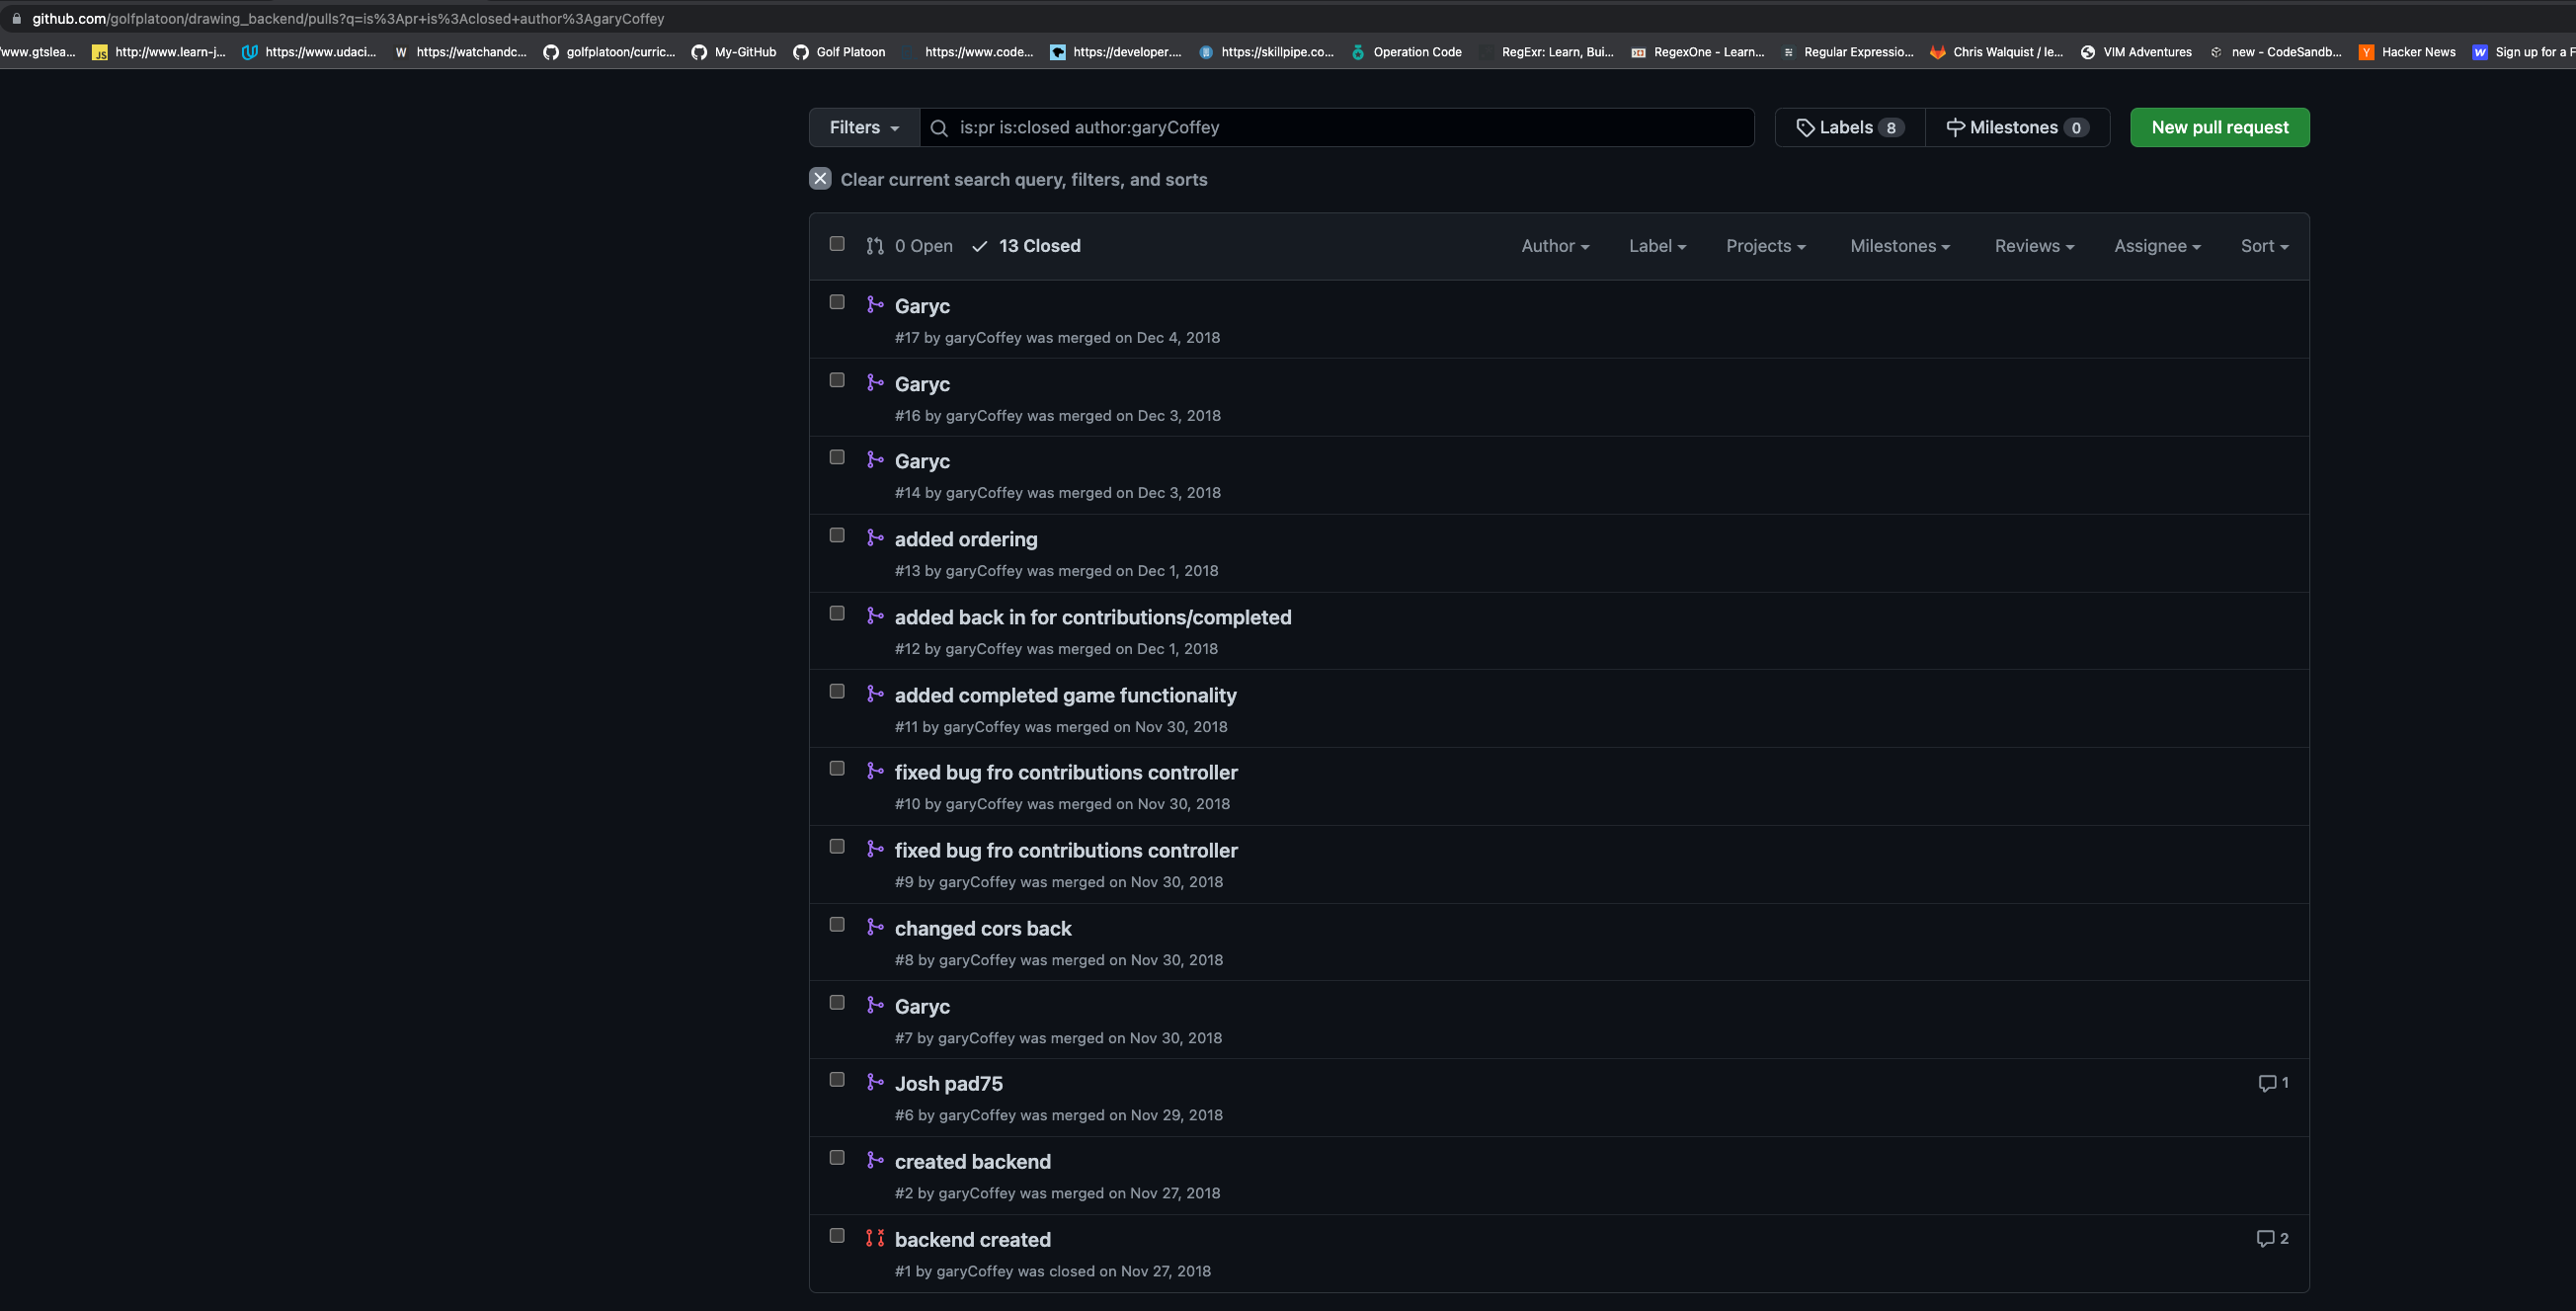 github.com/golfplatoon/drawing_backend/pulls?q=is%3Apr+is%3Aclosed+author%3AgaryCoffey
/www.gtslea... JS http://www.learn-j... https://www.udaci... W https://watchandc... golfplatoon/curric... My-GitHub Golf Platoon https://www.code... https://developer.... https://skillpipe.co... Operation Code RegExr: Learn, Bui... RegexOne - Learn... Regular Expressio... Chris Walquist / le... VIM Adventures new - CodeSandb... Y Hacker News W Sign up for a F
Filters is:pr is:closed author:garyCoffey Labels 8 Milestones 0 New pull request
Clear current search query, filters, and sorts
0 Open 13 Closed Author Label Projects Milestones Reviews Assignee Sort
Garyc
#17 by garyCoffey was merged on Dec 4, 2018
Garyc
#16 by garyCoffey was merged on Dec 3, 2018
Garyc
#14 by garyCoffey was merged on Dec 3, 2018
added ordering
#13 by garyCoffey was merged on Dec 1, 2018
added back in for contributions/completed
#12 by garyCoffey was merged on Dec 1, 2018
added completed game functionality
#11 by garyCoffey was merged on Nov 30, 2018
fixed bug fro contributions controller
#10 by garyCoffey was merged on Nov 30, 2018
fixed bug fro contributions controller
#9 by garyCoffey was merged on Nov 30, 2018
changed cors back
#8 by garyCoffey was merged on Nov 30, 2018
Garyc
#7 by garyCoffey was merged on Nov 30, 2018
Josh pad75 1
#6 by garyCoffey was merged on Nov 29, 2018
created backend
#2 by garyCoffey was merged on Nov 27, 2018
backend created 2
#1 by garyCoffey was closed on Nov 27, 2018